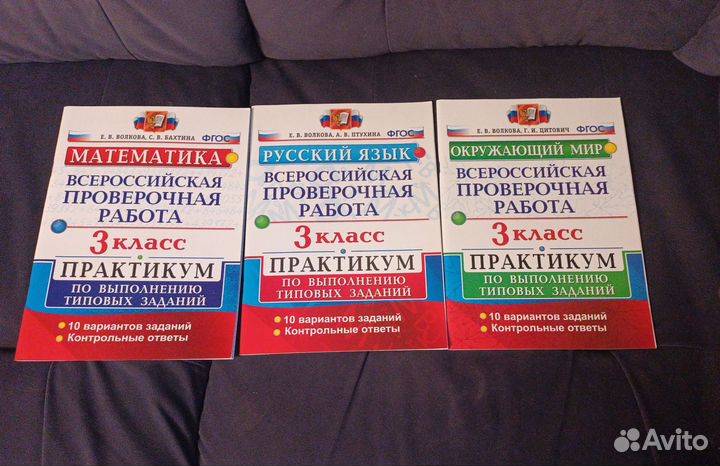 Е. В. ВОЛКОВА, С. В. БАХТИНА
ФГОС
МАТЕМАТИКА
ВСЕРОССИЙСКАЯ
ПРОВЕРОЧНАЯ
РАБОТА
3 КЛАСС
ПРАКТИКУМ
ПО ВЫПОЛНЕНИЮ
ТИПОВЫХ ЗАДАНИЙ
10 вариантов заданий
Контрольные ответы
Е. В. ВОЛКОВА, А. В. ПТУХИНА
ФГОС
РУССКИЙ ЯЗЫК
ВСЕРОССИЙСКАЯ
ПРОВЕРОЧНАЯ
РАБОТА
3 КЛАСС
ПРАКТИКУМ
ПО ВЫПОЛНЕНИЮ
ТИПОВЫХ ЗАДАНИЙ
10 вариантов заданий
Контрольные ответы
Е. В. ВОЛКОВА, Г. И. ЦИТОВИЧ
ФГОС
ОКРУЖАЮЩИЙ МИР
ВСЕРОССИЙСКАЯ
ПРОВЕРОЧНАЯ
РАБОТА
3 КЛАСС
ПРАКТИКУМ
ПО ВЫПОЛНЕНИЮ
ТИПОВЫХ ЗАДАНИЙ
10 вариантов заданий
Контрольные ответы
Avito